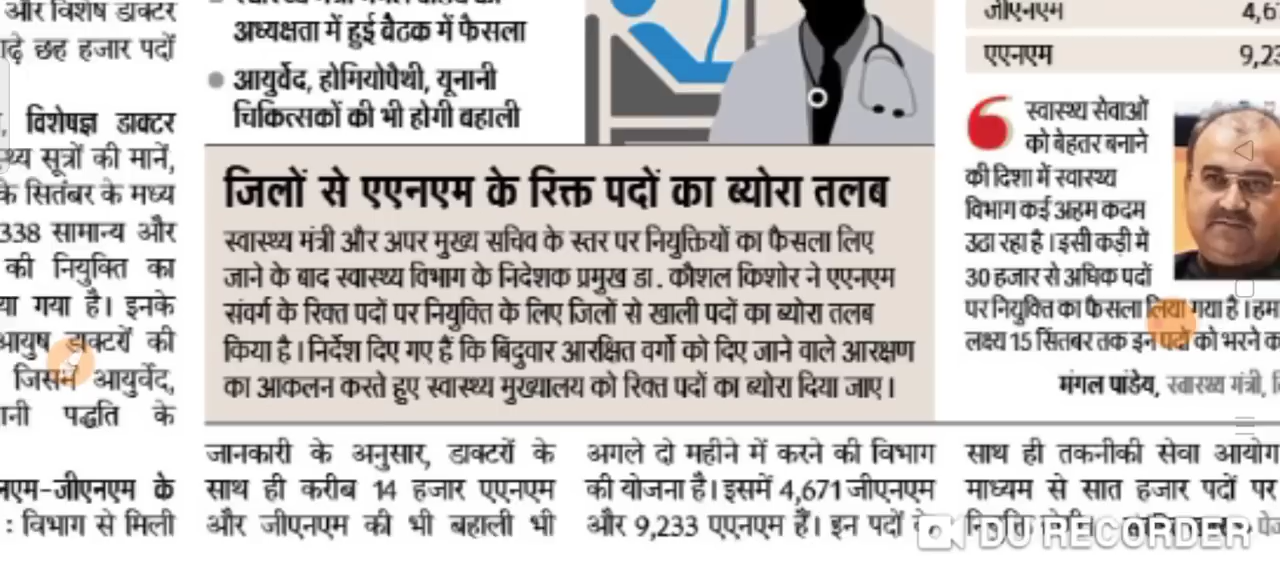 और विशेष डाक्टर
ढ़े छह हजार पदों
विशेषज्ञ डाक्टर
थ्य सूत्रों की मानें,
के सितंबर के मध्य
338 सामान्य और
की नियुक्ति का
या गया है। इनके
आयुष डाक्टरों की
जिसमें आयुर्वेद,
नानी पद्धति के
नएम-जीएनएम के
: विभाग से मिली
अध्यक्षता में हुई बैठक में फैसला
आयुर्वेद, होमियोपैथी, यूनानी
चिकित्सकों की भी होगी बहाली
जिलों से एएनएम के रिक्त पदों का ब्योरा तलब
स्वास्थ्य मंत्री और अपर मुख्य सचिव के स्तर पर नियुक्तियों का फैसला लिए
जाने के बाद स्वास्थ्य विभाग के निदेशक प्रमुख डा. कौशल किशोर ने एएनएम
संवर्ग के रिक्त पदों पर नियुक्ति के लिए जिलों से खाली पदों का ब्योरा तलब
किया है। निर्देश दिए गए हैं कि बिंदुवार आरक्षित वर्गो को दिए जाने वाले आरक्षण
का आकलन करते हुए स्वास्थ्य मुख्यालय को रिक्त पदों का ब्योरा दिया जाए।
जानकारी के अनुसार, डाक्टरों के
साथ ही करीब 14 हजार एएनएम
और जीएनएम की भी बहाली भी
अगले दो महीने में करने की विभाग
की योजना है। इसमें 4,671 जीएनएम
और 9,233 एएनएम हैं। इन पदों के
जीएनएम 4,67
एएनएम 9,23
स्वास्थ्य सेवाओं
को बेहतर बनाने
की दिशा में स्वास्थ्य
विभाग कई अहम कदम
उठा रहा है। इसी कड़ी में
30 हजार से अधिक पदों
पर नियुक्ति का फैसला लिया गया है। हम
लक्ष्य 15 सितंबर तक इन पदों को भरने क
मंगल पांडेय, स्वास्थ्य मंत्री,
साथ ही तकनीकी सेवा आयोग
माध्यम से सात हजार पदों पर
DU RECORDER